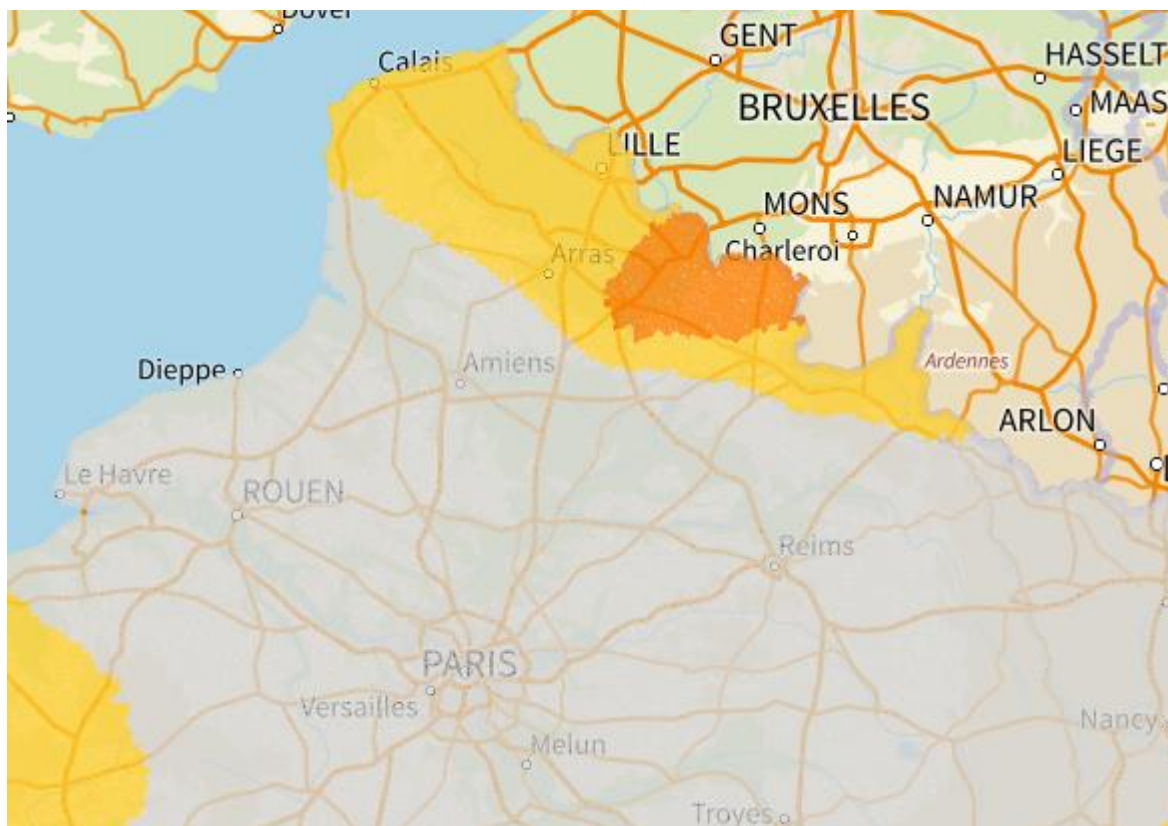 GENT
HASSELT
Calais
BRUXELLES
MAAS
LILLE
LIEGE
MONS
NAMUR
Charleroi
Arras
Dieppe
Amiens
Ardennes
ARLON
Le Havre
ROUEN
Reims
PARIS
Versailles
Nancy
Melun
Troyes